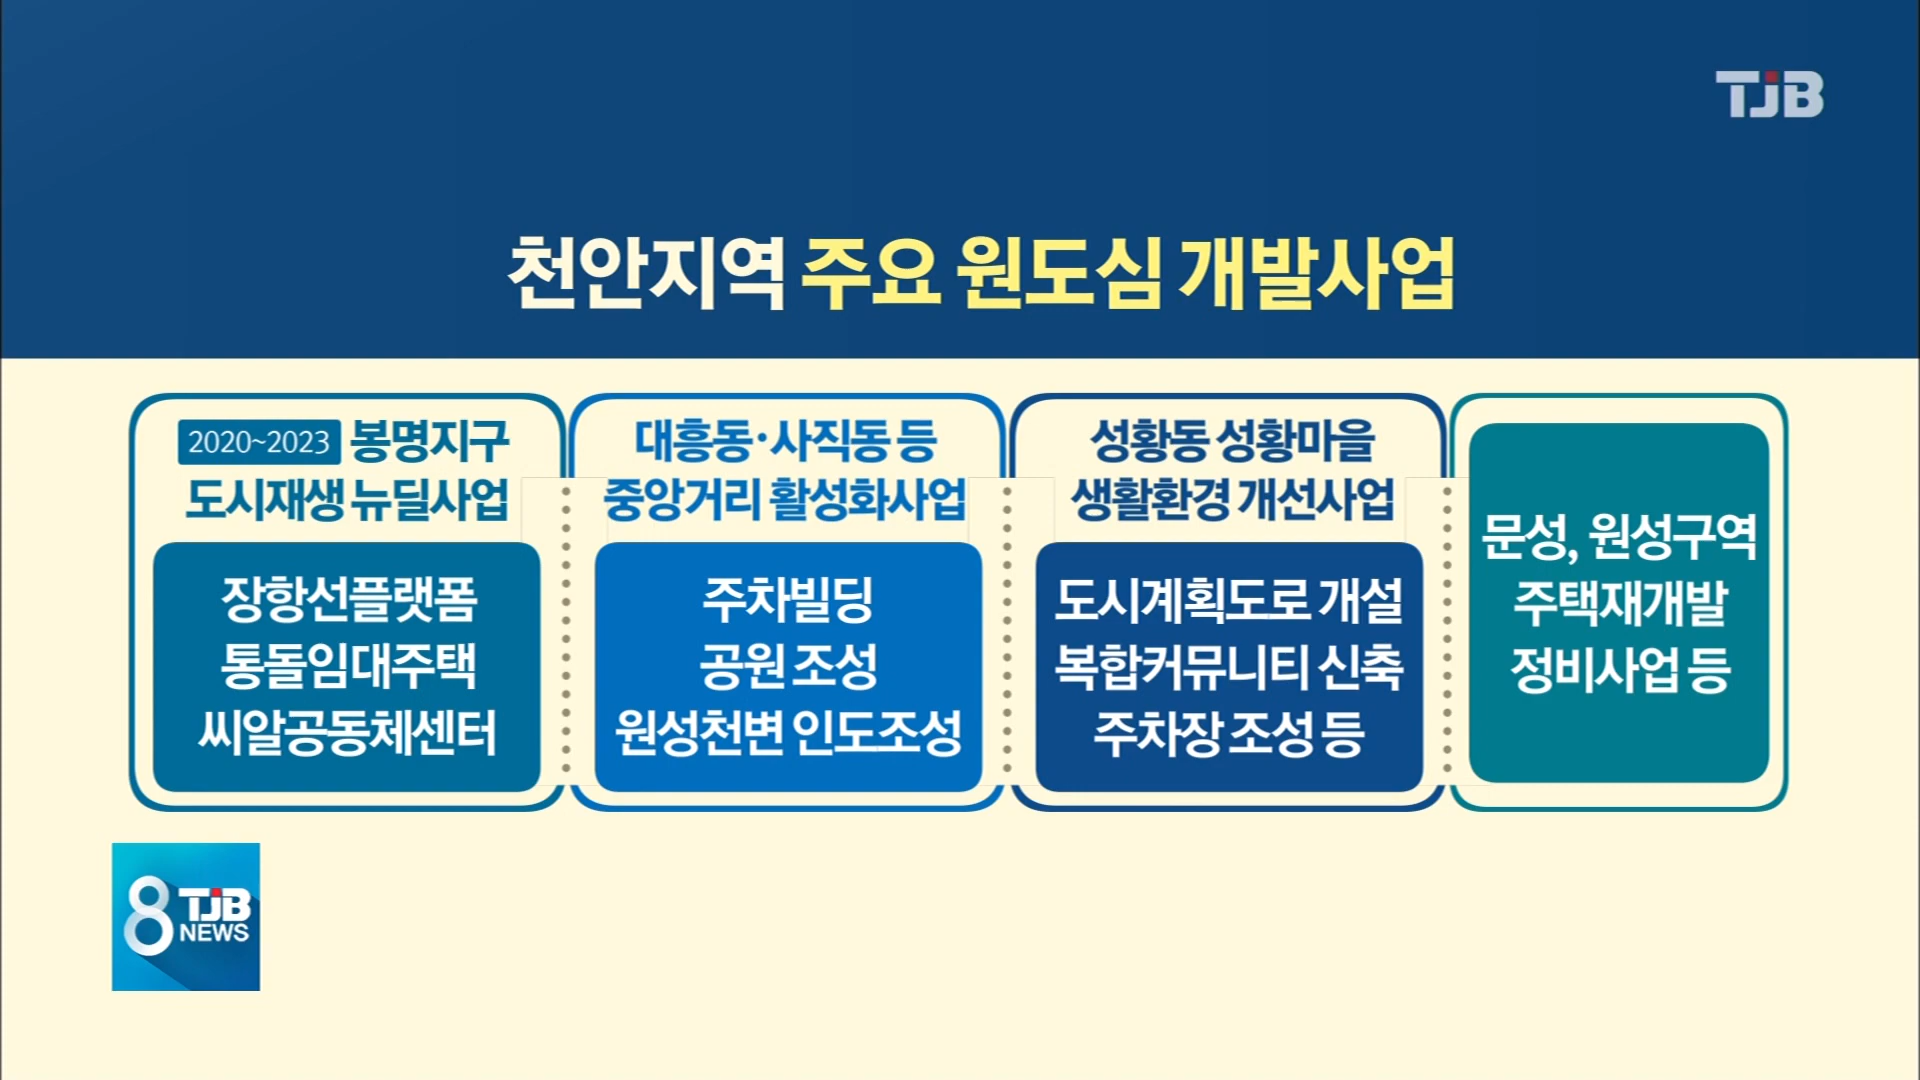 TJB
천안지역 주요 원도심 개발사업
2020~2023 봉명지구
도시재생 뉴딜사업
장항선플랫폼
통돌임대주택
씨알공동체센터
대흥동·사직동 등
중앙거리 활성화사업
주차빌딩
공원 조성
원성천변 인도조성
성황동 성황마을
생활환경 개선사업
도시계획도로 개설
복합커뮤니티 신축
주차장 조성 등
문성, 원성구역
주택재개발
정비사업 등
8 TJB
NEWS